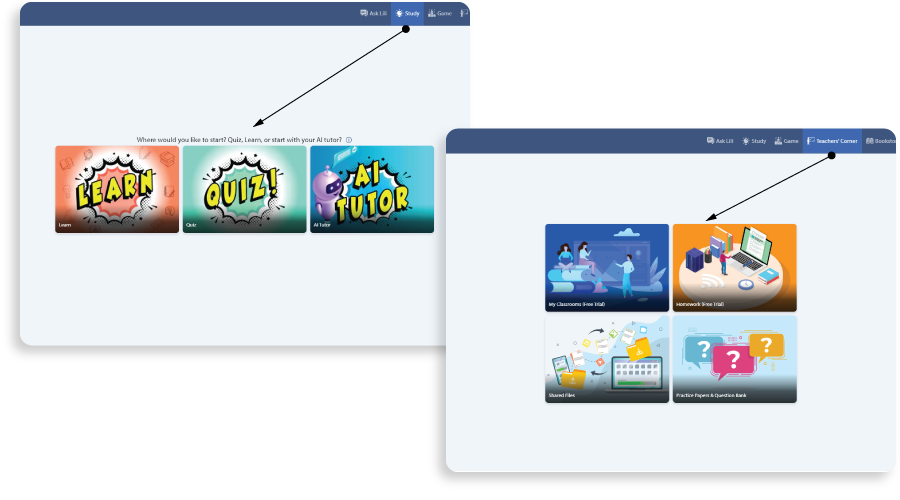 Ask Lili Study Game
Where would you like to start? Quiz, Learn, or start with your AI tutor?
LEARN
Learn
QUIZ!
Quiz
AI
TUTOR
AI Tutor
Ask Lili Study Game Teachers' Corner Booksto
My Classrooms (Free Trial)
Homework (Free Trial)
Shared Files
? ? ?
Practice Papers & Question Bank